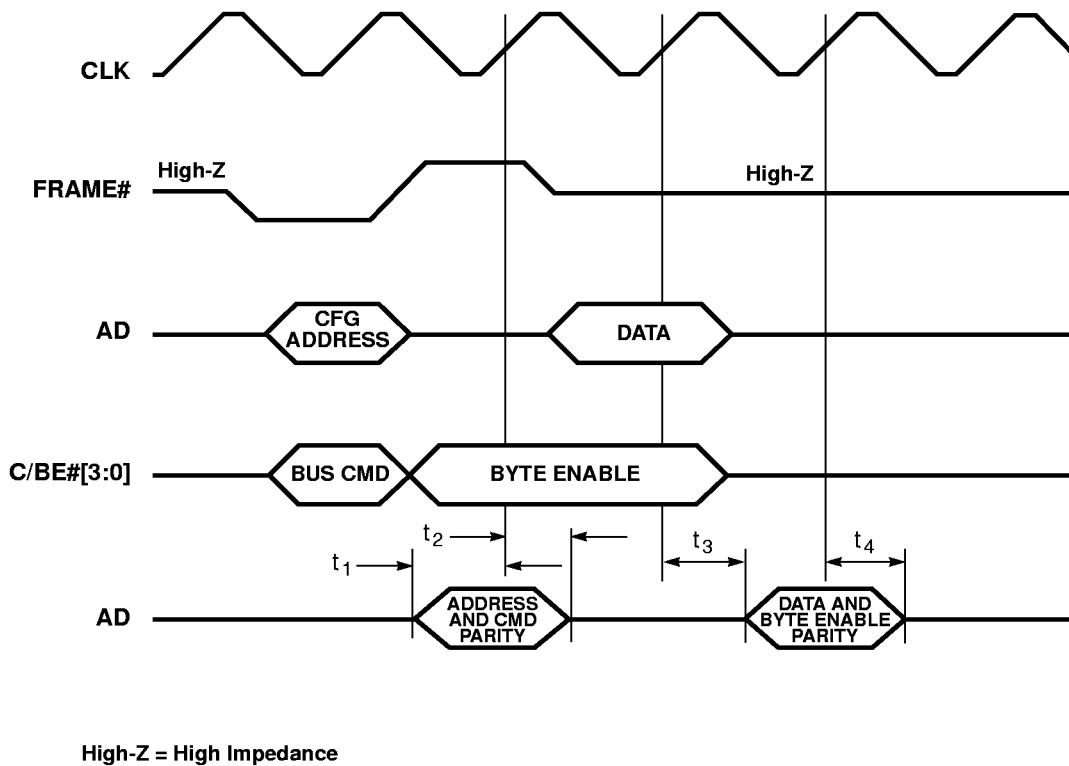 CLK
High-Z
High-Z
FRAME#
CFG
ADDRESS
DATA
AD
C/BE#[3:0]
BUS CMD
BYTE ENABLE
t2
t1
t3
t4
AD
ADDRESS
AND CMD
PARITY
DATA AND
BYTE ENABLE
PARITY
High-Z = High Impedance